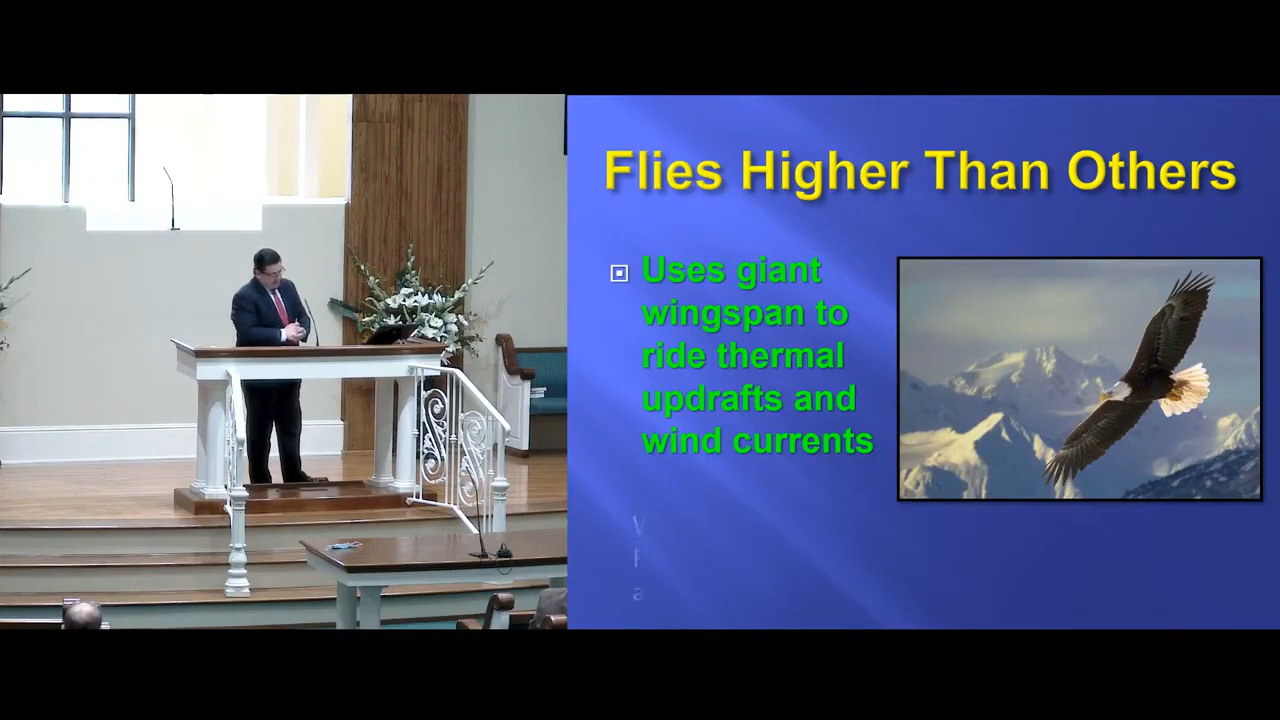 Flies Higher Than Others
Uses giant
wingspan to
ride thermal
updrafts and
wind currents